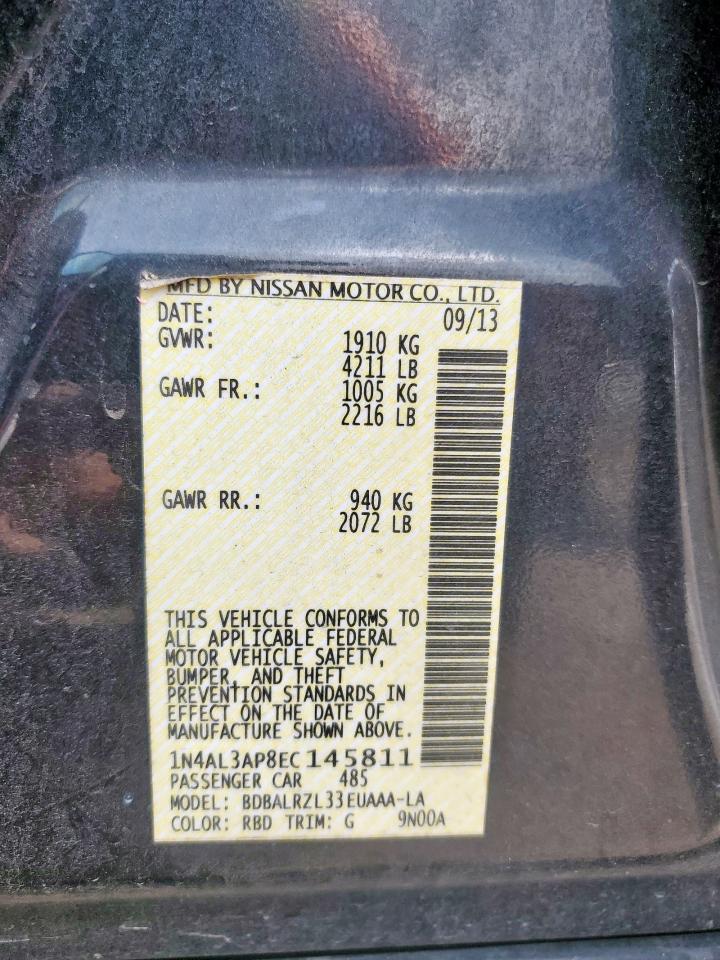 MFD BY NISSAN MOTOR CO., LTD.
DATE: 09/13
GVWR: 1910 KG
4211 LB
GAWR FR.: 1005 KG
2216 LB
GAWR RR.: 940 KG
2072 LB
THIS VEHICLE CONFORMS TO
ALL APPLICABLE FEDERAL
MOTOR VEHICLE SAFETY,
BUMPER, AND THEFT
PREVENTION STANDARDS IN
EFFECT ON THE DATE OF
MANUFACTURE SHOWN ABOVE.
1N4AL3AP8EC145811
PASSENGER CAR 485
MODEL: BDBALRZL33EUAAA-LA
COLOR: RBD TRIM: G 9N00A